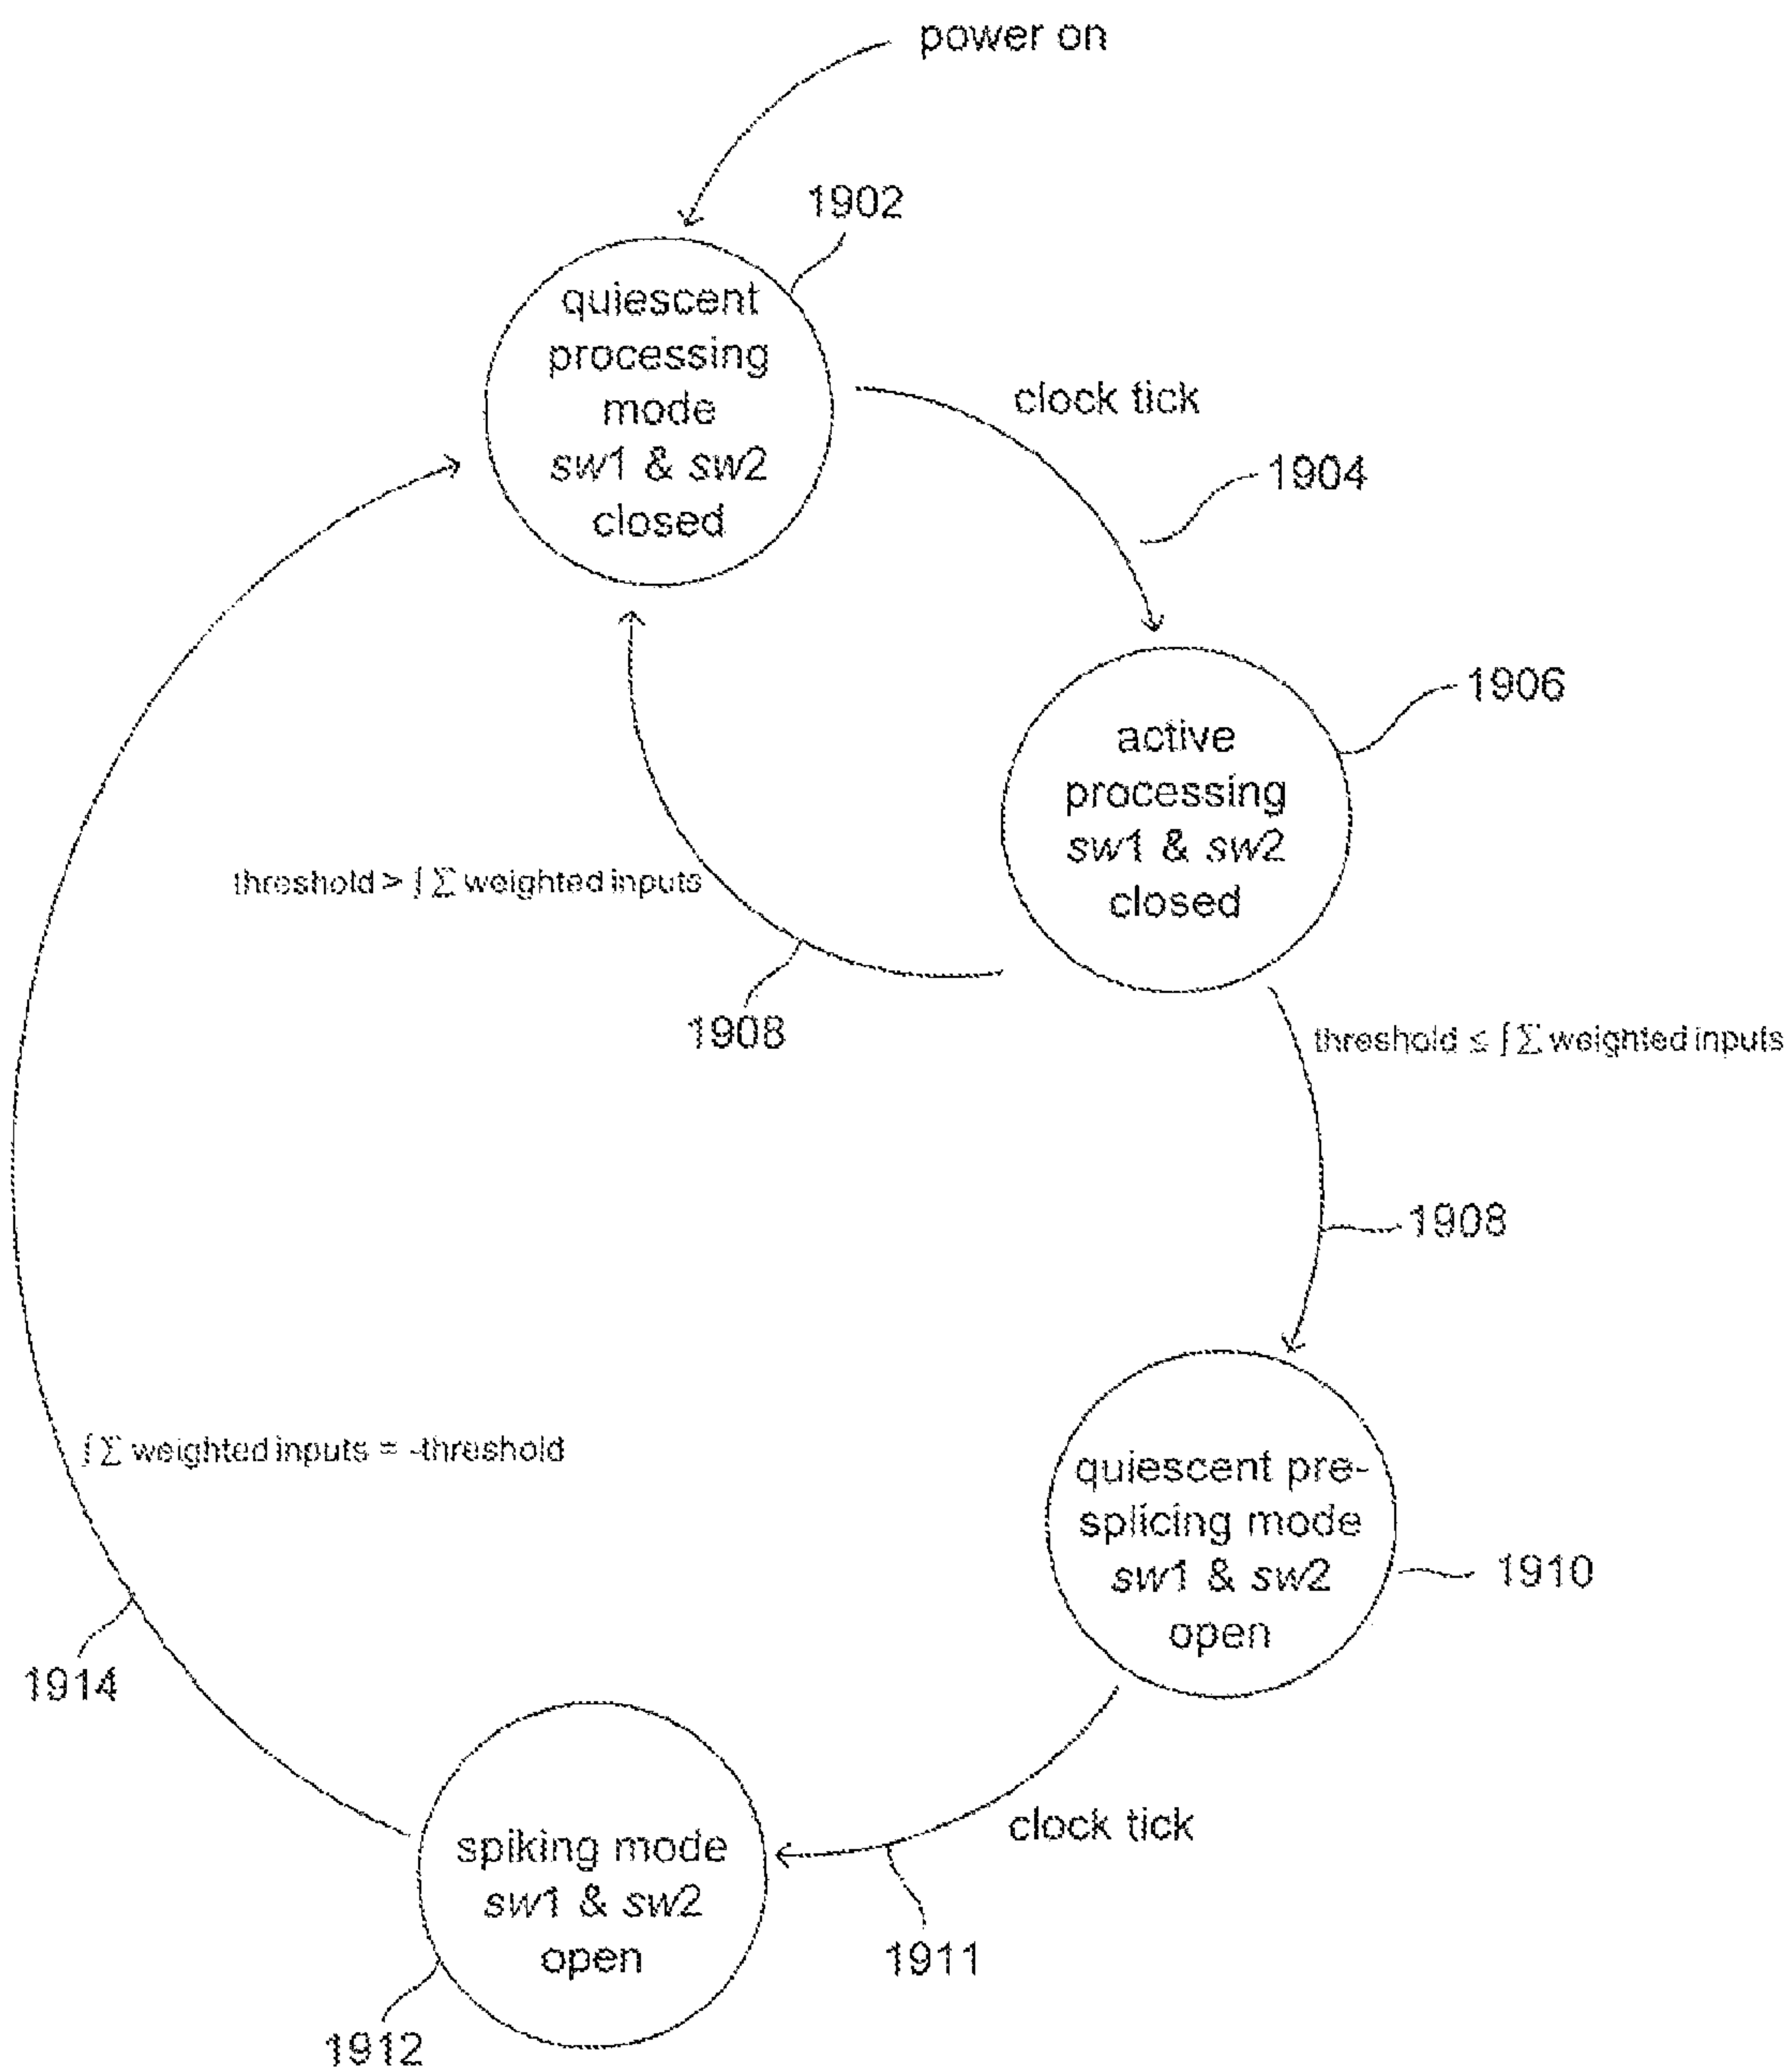 power on
1902
quiescent
processing
mode
sw1 & sw2
closed
clock tick
1904
1906
active
processing
sw1 & sw2
closed
threshold > ∫ Σ weighted inputs
1908
threshold ≤ ∫ Σ weighted inputs
1908
quiescent pre-
splicing mode
sw1 & sw2
open
1910
∫ Σ weighted inputs = -threshold
1914
clock tick
spiking mode
sw1 & sw2
open
1911
1912